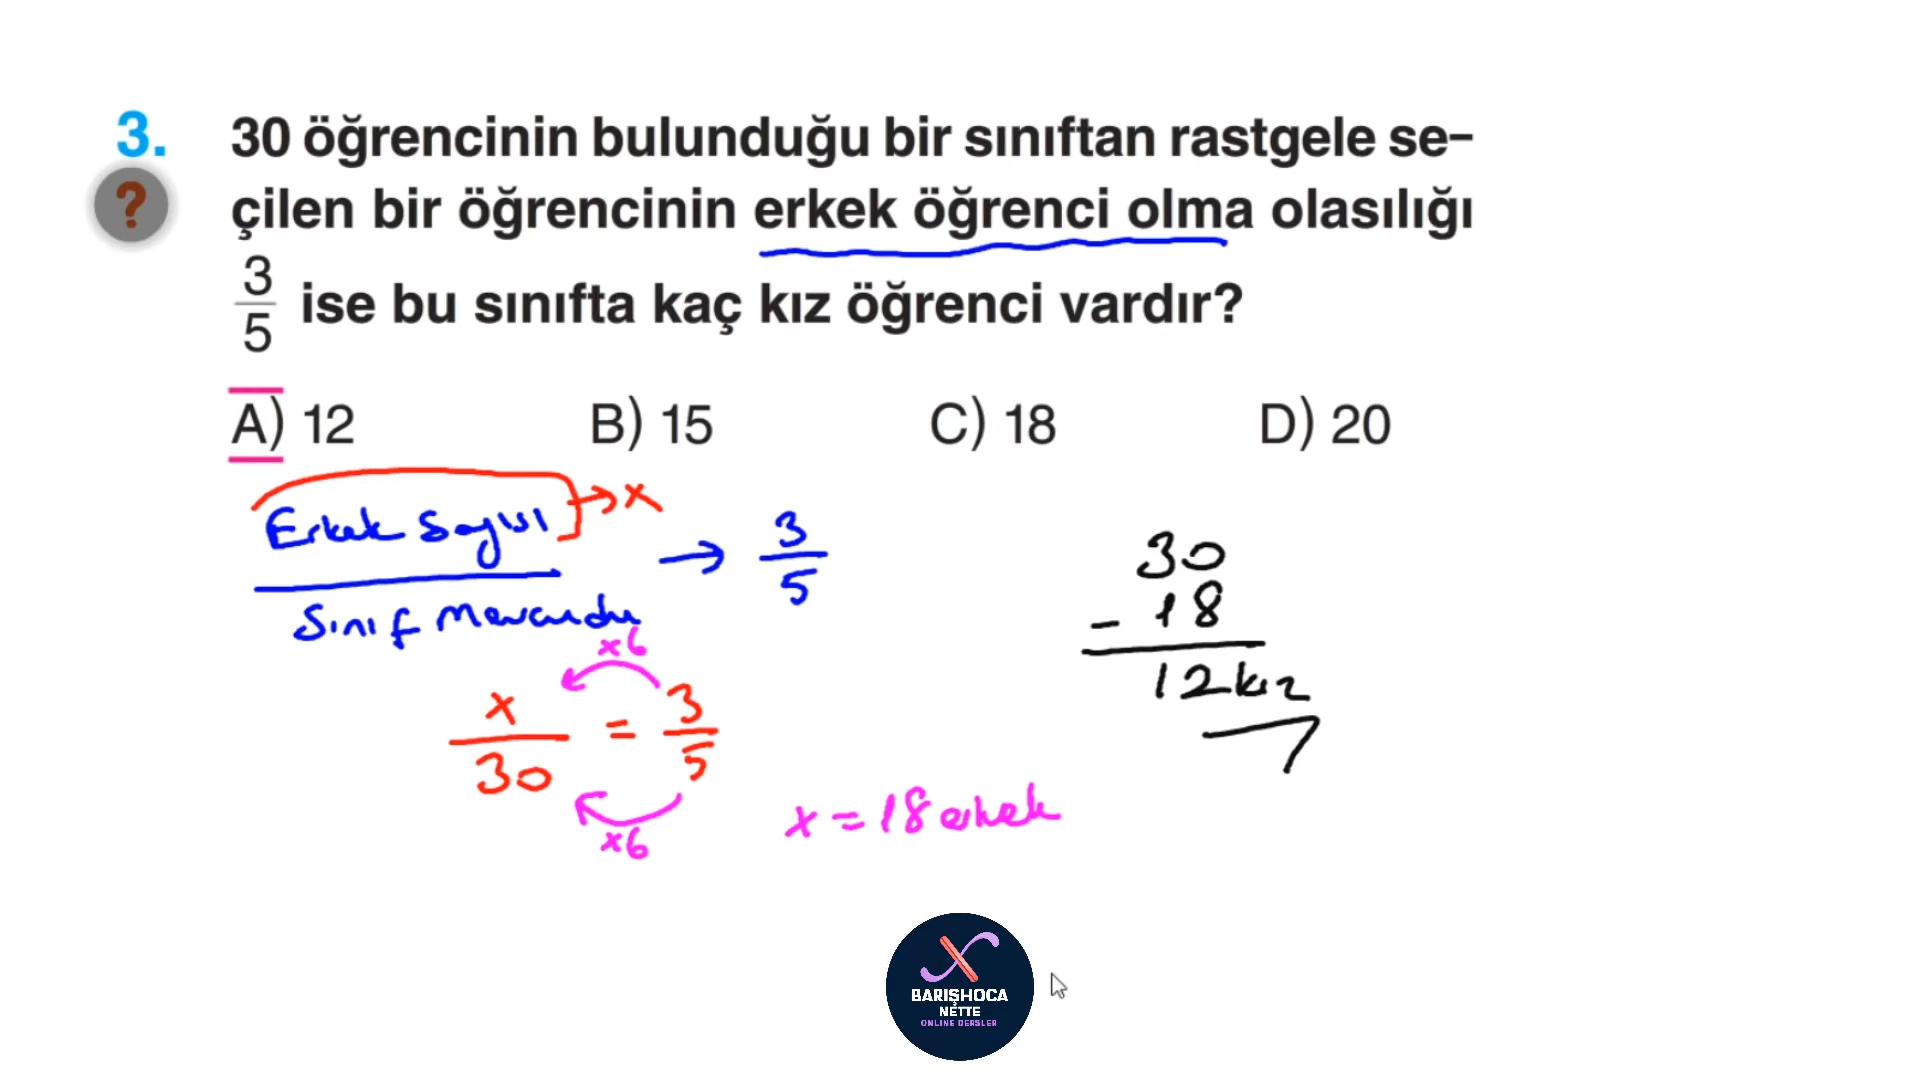 3. 30 öğrencinin bulunduğu bir sınıftan rastgele se-
? çilen bir öğrencinin erkek öğrenci olma olasılığı
3/5 ise bu sınıfta kaç kız öğrenci vardır?
A) 12 B) 15 C) 18 D) 20
Erkek Sayısı → x
Sınıf Mevcudu
→ 3/5
x6
x/30 = 3/5
x6
x = 18 erkek
30
- 18
12 kız
BARIŞHOCA
NETTE
ONLINE DERSLER